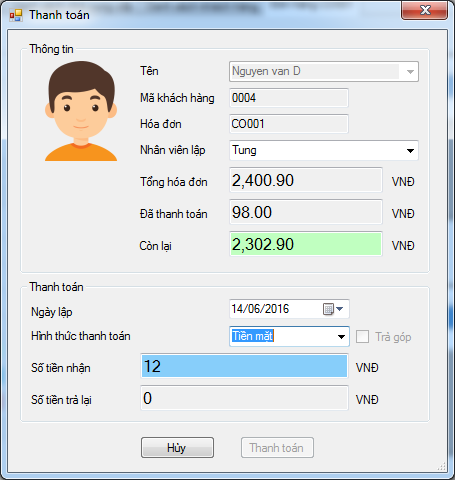 Thanh toán
Thông tin
Tên Nguyen van D
Mã khách hàng 0004
Hóa đơn CO001
Nhân viên lập Tung
Tổng hóa đơn 2,400.90 VNĐ
Đã thanh toán 98.00 VNĐ
Còn lại 2,302.90 VNĐ
Thanh toán
Ngày lập 14/06/2016
Hình thức thanh toán Tiền mặt Trả góp
Số tiền nhận 12 VNĐ
Số tiền trả lại 0 VNĐ
Hủy Thanh toán